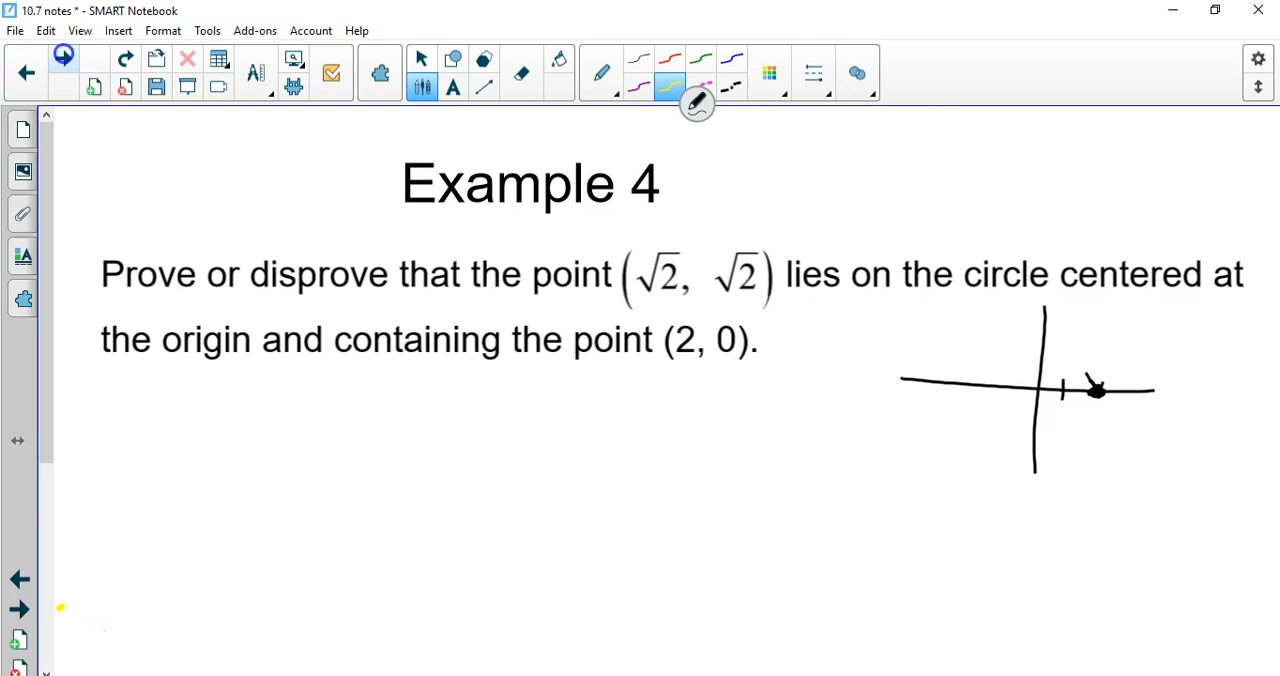 10.7 notes * - SMART Notebook
File Edit View Insert Format Tools Add-ons Account Help
Example 4
Prove or disprove that the point (√2, √2) lies on the circle centered at
the origin and containing the point (2, 0).